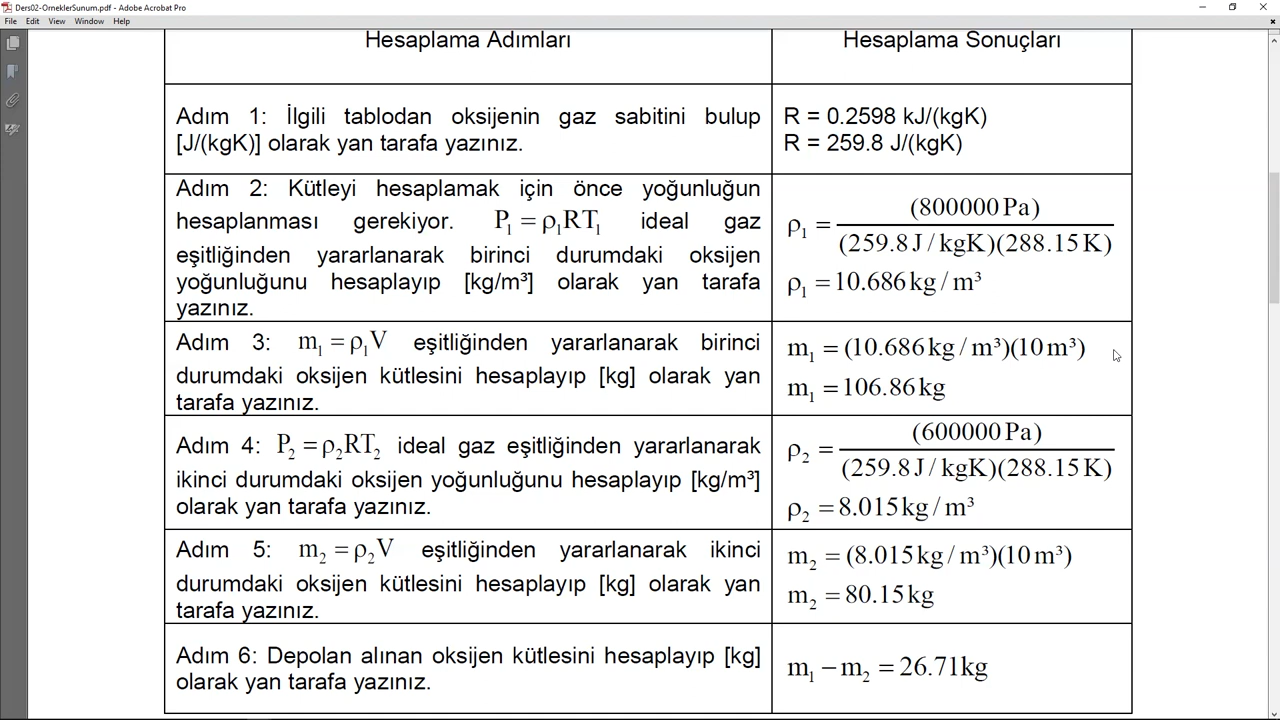 Ders02-OrneklerSunum.pdf - Adobe Acrobat Pro
File Edit View Window Help
Hesaplama Adımları
Hesaplama Sonuçları
Adım 1: İlgili tablodan oksijenin gaz sabitini bulup
[J/(kgK)] olarak yan tarafa yazınız.
R = 0.2598 kJ/(kgK)
R = 259.8 J/(kgK)
Adım 2: Kütleyi hesaplamak için önce yoğunluğun
hesaplanması gerekiyor. P₁ = ρ₁RT₁ ideal gaz
eşitliğinden yararlanarak birinci durumdaki oksijen
yoğunluğunu hesaplayıp [kg/m³] olarak yan tarafa
yazınız.
ρ₁ = (800000 Pa) / (259.8 J / kgK)(288.15 K)
ρ₁ = 10.686 kg / m³
Adım 3: m₁ = ρ₁V eşitliğinden yararlanarak birinci
durumdaki oksijen kütlesini hesaplayıp [kg] olarak yan
tarafa yazınız.
m₁ = (10.686 kg / m³)(10 m³)
m₁ = 106.86 kg
Adım 4: P₂ = ρ₂RT₂ ideal gaz eşitliğinden yararlanarak
ikinci durumdaki oksijen yoğunluğunu hesaplayıp [kg/m³]
olarak yan tarafa yazınız.
ρ₂ = (600000 Pa) / (259.8 J / kgK)(288.15 K)
ρ₂ = 8.015 kg / m³
Adım 5: m₂ = ρ₂V eşitliğinden yararlanarak ikinci
durumdaki oksijen kütlesini hesaplayıp [kg] olarak yan
tarafa yazınız.
m₂ = (8.015 kg / m³)(10 m³)
m₂ = 80.15 kg
Adım 6: Depolan alınan oksijen kütlesini hesaplayıp [kg]
olarak yan tarafa yazınız.
m₁ − m₂ = 26.71 kg